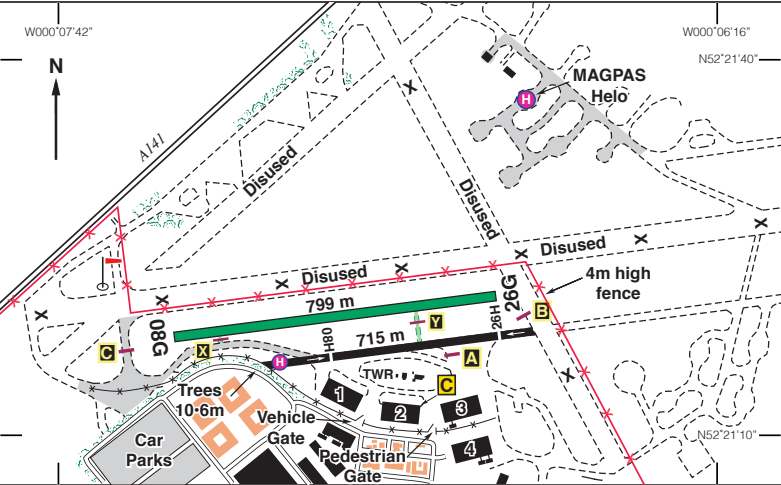 W000°07'42"
W000°06'16"
N52°21'40"
N
MAGPAS
Helo
H
A141
X
Disused
Disused
X
Disused
X
X
X
Disused
X
4m high
fence
X
X
799 m
26G
08G
26H
B
Y
X
08H
715 m
C
H
A
TWR
C
X
Trees
10·6m
1
2
3
4
Vehicle
Gate
Pedestrian
Gate
Car
Parks
N52°21'10"